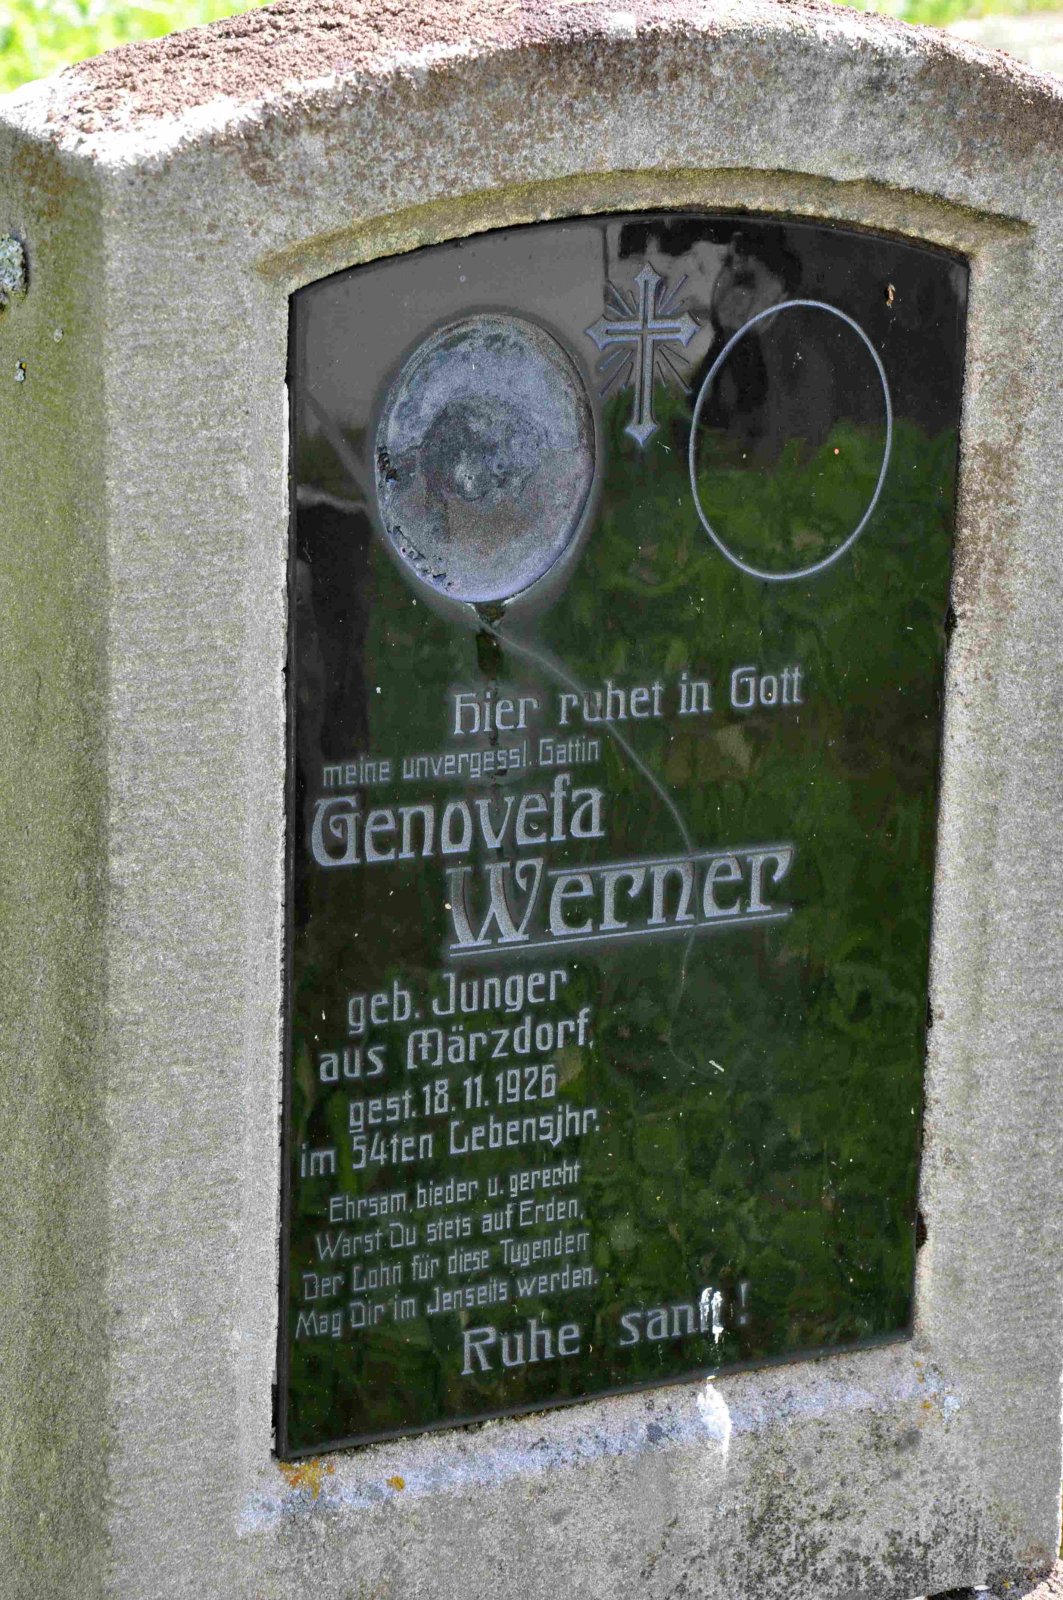 Hier ruhet in Gott
meine unvergessl. Gattin
Genovefa
Werner
geb. Junger
aus Märzdorf,
gest. 18. 11. 1926
im 54ten Lebensjhr.
Ehrsam, bieder u. gerecht
Warst Du stets auf Erden,
Der Lohn für diese Tugenden
Mag Dir im Jenseits werden.
Ruhe sanft!